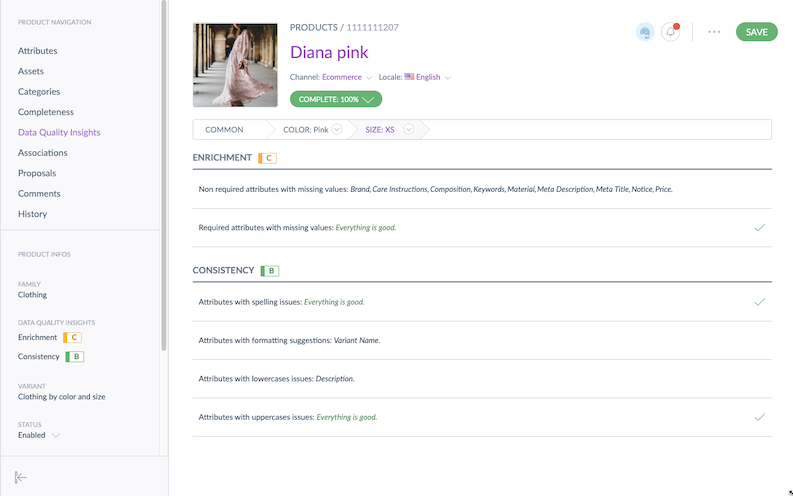 PRODUCT NAVIGATION
Attributes
Assets
Categories
Completeness
Data Quality Insights
Associations
Proposals
Comments
History
PRODUCT INFOS
FAMILY
Clothing
DATA QUALITY INSIGHTS
Enrichment C
Consistency B
VARIANT
Clothing by color and size
STATUS
Enabled
PRODUCTS / 1111111207
SAVE
Diana pink
Channel: Ecommerce Locale: English
COMPLETE: 100%
COMMON COLOR: Pink SIZE: XS
ENRICHMENT C
Non required attributes with missing values: Brand, Care Instructions, Composition, Keywords, Material, Meta Description, Meta Title, Notice, Price.
Required attributes with missing values: Everything is good.
CONSISTENCY B
Attributes with spelling issues: Everything is good.
Attributes with formatting suggestions: Variant Name.
Attributes with lowercases issues: Description.
Attributes with uppercases issues: Everything is good.